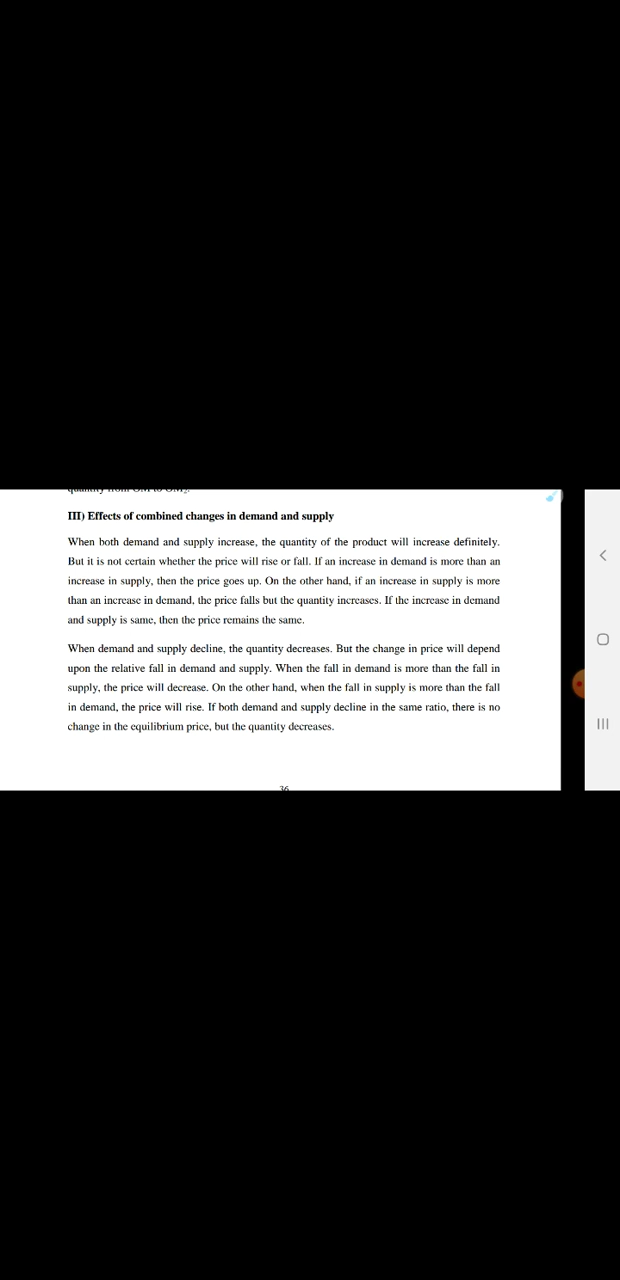 III) Effects of combined changes in demand and supply
When both demand and supply increase, the quantity of the product will increase definitely.
But it is not certain whether the price will rise or fall. If an increase in demand is more than an
increase in supply, then the price goes up. On the other hand, if an increase in supply is more
than an increase in demand, the price falls but the quantity increases. If the increase in demand
and supply is same, then the price remains the same.
When demand and supply decline, the quantity decreases. But the change in price will depend
upon the relative fall in demand and supply. When the fall in demand is more than the fall in
supply, the price will decrease. On the other hand, when the fall in supply is more than the fall
in demand, the price will rise. If both demand and supply decline in the same ratio, there is no
change in the equilibrium price, but the quantity decreases.
36